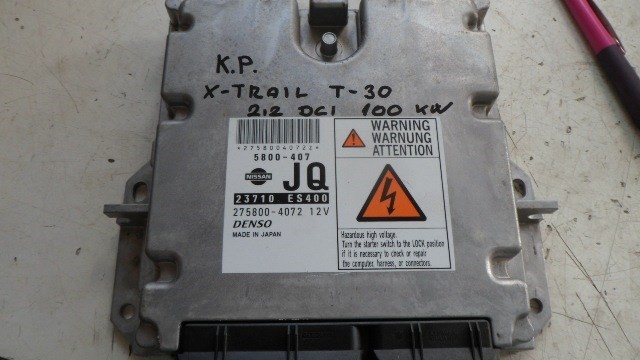 K.P.
X-TRAIL T-30
2,2 DCI 100 KW
*2758004072J*
5800-407
NISSAN JQ
23710 ES400
275800-4072 12V
DENSO
MADE IN JAPAN
WARNING
WARNUNG
ATTENTION
Hazardous high voltage.
Turn the starter switch to the LOCK position
if it is necessary to check or repair
the computer, harness, or connectors.